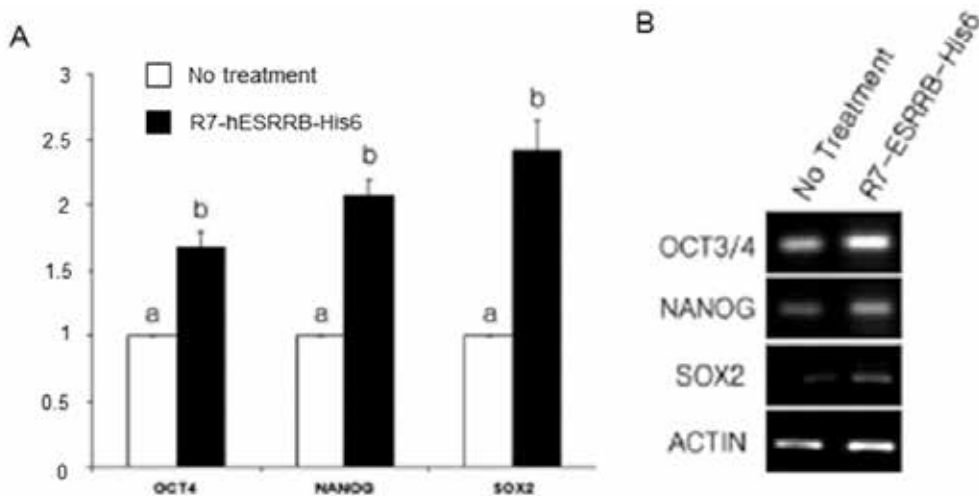 A
No treatment
R7-hESRRB-His6
3
2.5
2
1.5
1
0.5
0
a
b
a
b
a
b
OCT4
NANOG
SOX2
B
No Treatment
R7-ESRRB-His6
OCT3/4
NANOG
SOX2
ACTIN